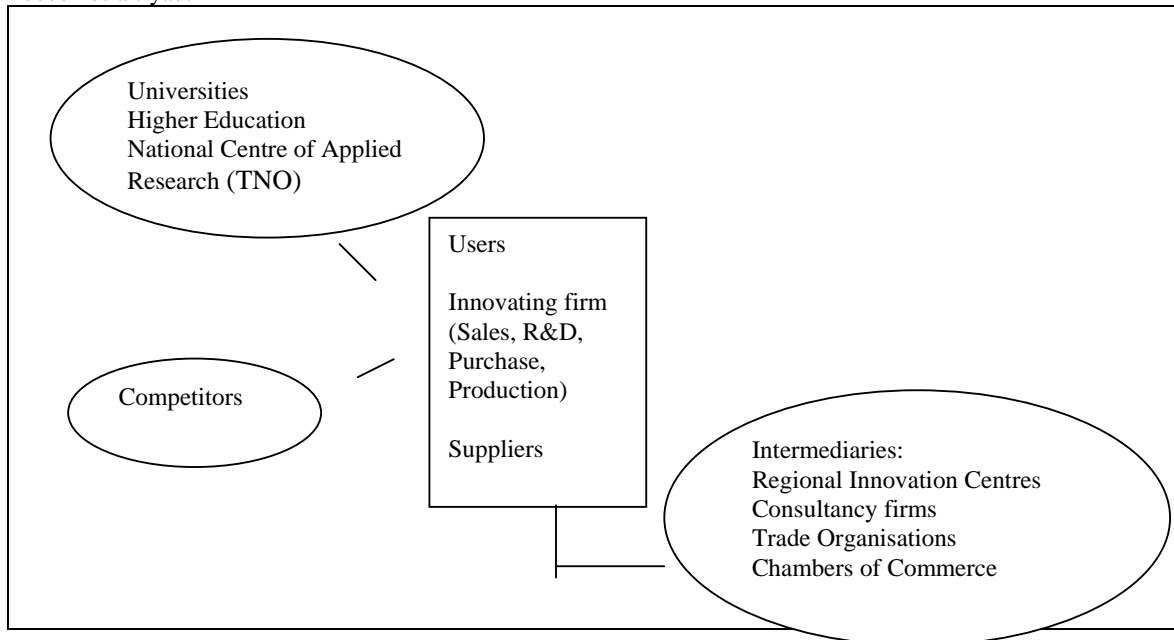 Universities
Higher Education
National Centre of Applied
Research (TNO)
Users
Innovating firm
(Sales, R&D,
Purchase,
Production)
Suppliers
Competitors
Intermediaries:
Regional Innovation Centres
Consultancy firms
Trade Organisations
Chambers of Commerce